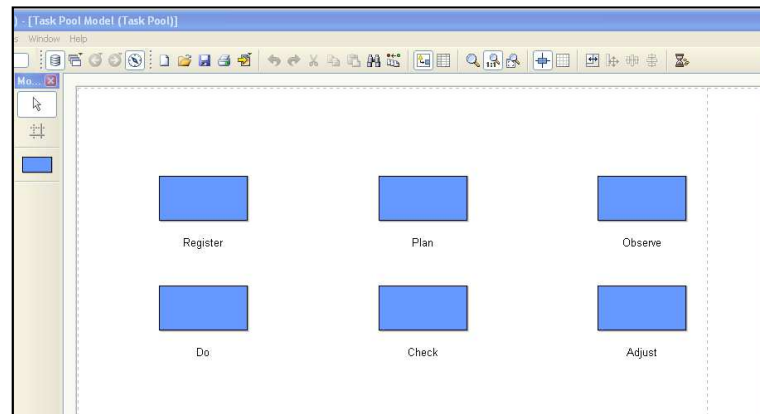 ) - [Task Pool Model (Task Pool)]
s Window Help
Mo...
Register Plan Observe
Do Check Adjust